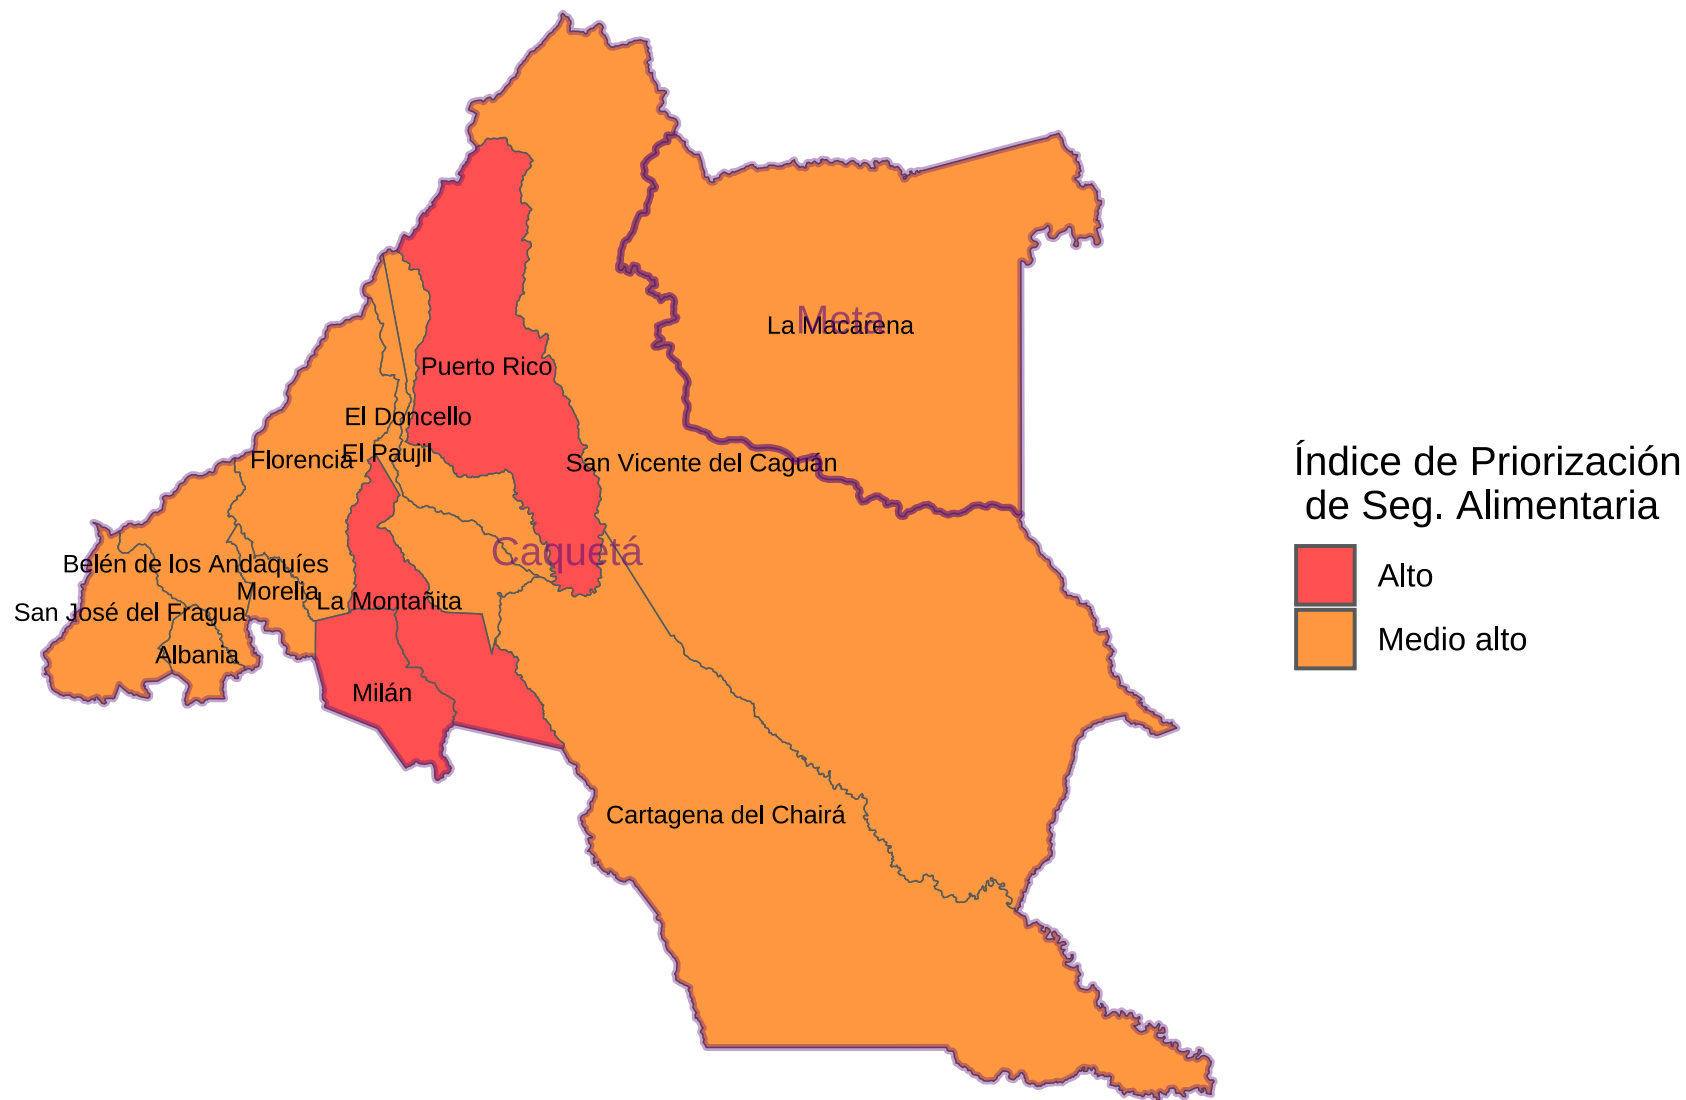 Meta
La Macarena
Puerto Rico
El Doncello
El Paujil
Florencia
San Vicente del Caguán
Caquetá
Belén de los Andaquíes
Morelia
La Montañita
San José del Fragua
Albania
Milán
Cartagena del Chairá
Índice de Priorización
de Seg. Alimentaria
Alto
Medio alto